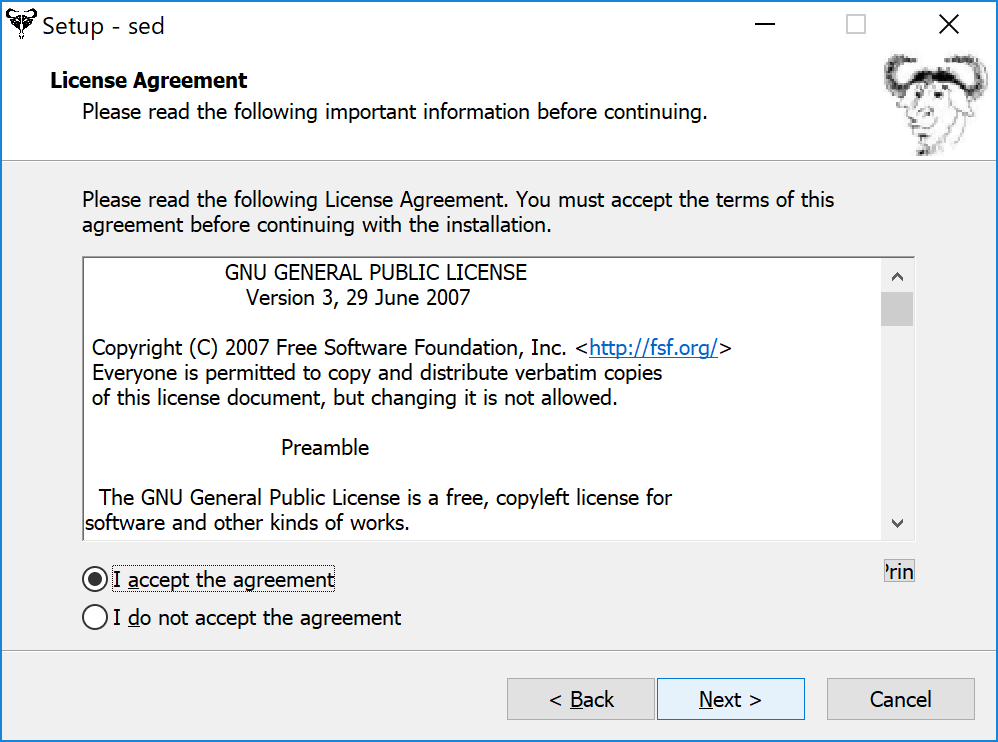 Setup - sed
License Agreement
Please read the following important information before continuing.
Please read the following License Agreement. You must accept the terms of this
agreement before continuing with the installation.
GNU GENERAL PUBLIC LICENSE
Version 3, 29 June 2007
Copyright (C) 2007 Free Software Foundation, Inc. <http://fsf.org/>
Everyone is permitted to copy and distribute verbatim copies
of this license document, but changing it is not allowed.
Preamble
The GNU General Public License is a free, copyleft license for
software and other kinds of works.
I accept the agreement
Prin
I do not accept the agreement
< Back
Next >
Cancel